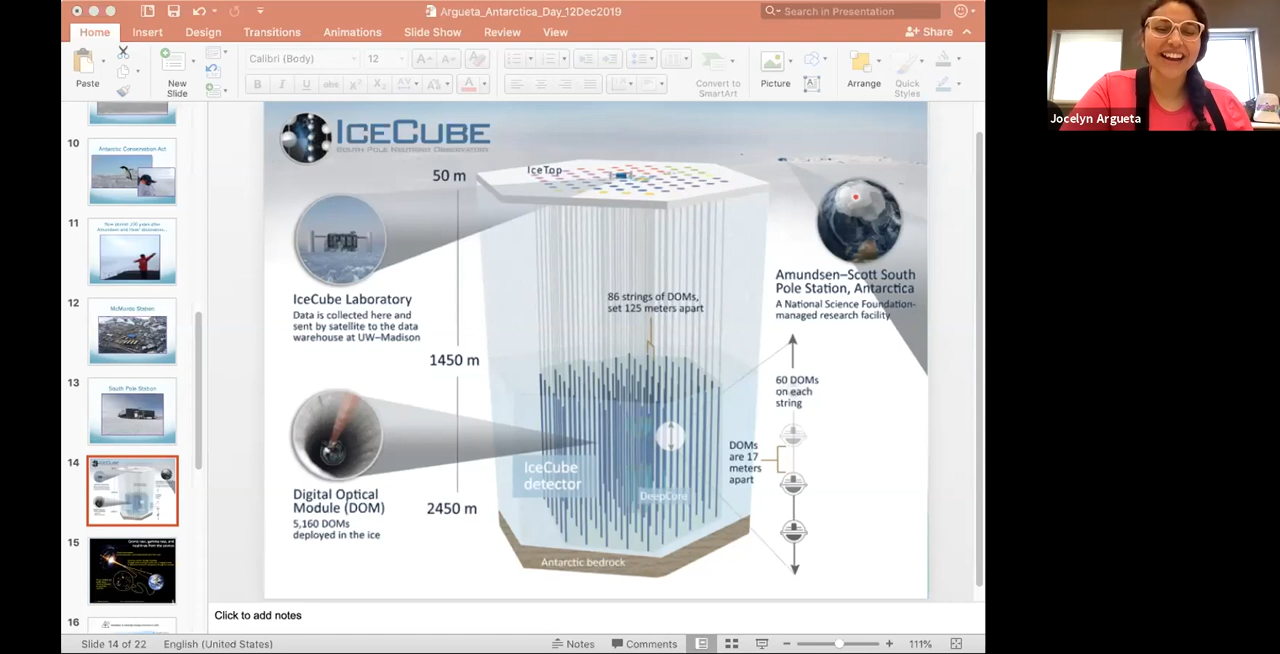 Argueta_Antarctica_Day_12Dec2019
Search in Presentation
Home Insert Design Transitions Animations Slide Show Review View
Share
Paste
New
Slide
Calibri (Body)
12
B I U abc X² X₂ AV Aa A
Convert to
SmartArt
Picture
Arrange
Quick
Styles
10
Antarctic Conservation Act
11
12
McMurdo Station
13
South Pole Station
14
15
16
ICECUBE
SOUTH POLE NEUTRINO OBSERVATORY
50 m
IceTop
IceCube Laboratory
Data is collected here and
sent by satellite to the data
warehouse at UW–Madison
86 strings of DOMs,
set 125 meters apart
Amundsen–Scott South
Pole Station, Antarctica
A National Science Foundation-
managed research facility
1450 m
60 DOMs
on each
string
DOMs
are 17
meters
apart
IceCube
detector
DeepCore
Digital Optical
Module (DOM)
5,160 DOMs
deployed in the ice
2450 m
Antarctic bedrock
Click to add notes
Slide 14 of 22
English (United States)
Notes
Comments
111%
Jocelyn Argueta